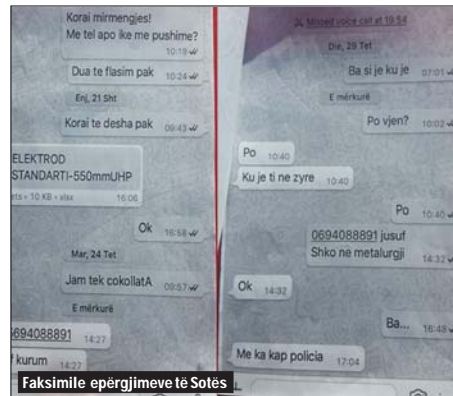 Korai mirmengjes!
Me tel apo ike me pushime?
10:19
Dua te flasim pak 10:24
Enj, 21 Sht
Korai te desha pak 09:43
ELEKTROD
STANDARTI-550mmUHP
10 KB • xlsx 16:06
Ok 16:58
Mar, 24 Tet
Jam tek cokollatA 09:57
E mërkurë
694088891 14:27
kurum 14:27
Missed voice call at 19:54
Die, 29 Tet
Ba si je ku je 07:01
E mërkurë
Po vjen? 10:02
Po 10:40
Ku je ti ne zyre 10:40
Po 10:40
0694088891 jusuf
Shko ne metalurgji 14:32
Ok 14:32
Ba... 16:48
Me ka kap policia 17:04
Faksimile epërgjimeve të Sotës